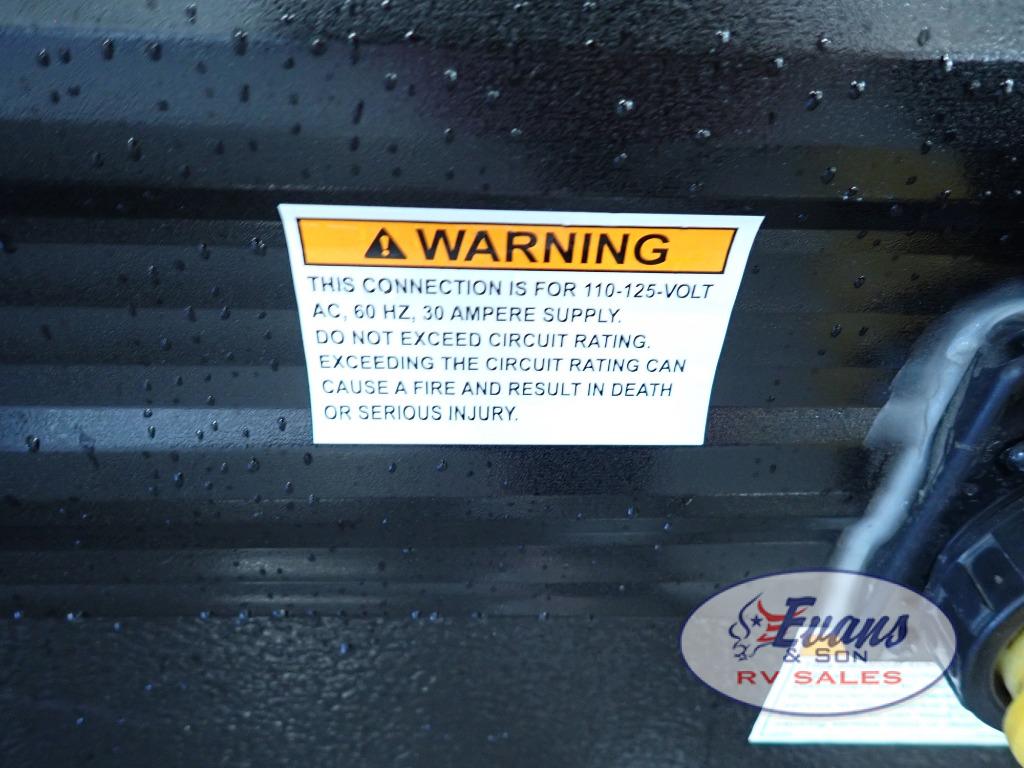 WARNING
THIS CONNECTION IS FOR 110-125-VOLT
AC, 60 HZ, 30 AMPERE SUPPLY.
DO NOT EXCEED CIRCUIT RATING.
EXCEEDING THE CIRCUIT RATING CAN
CAUSE A FIRE AND RESULT IN DEATH
OR SERIOUS INJURY.
Evans
& SON
RV SALES